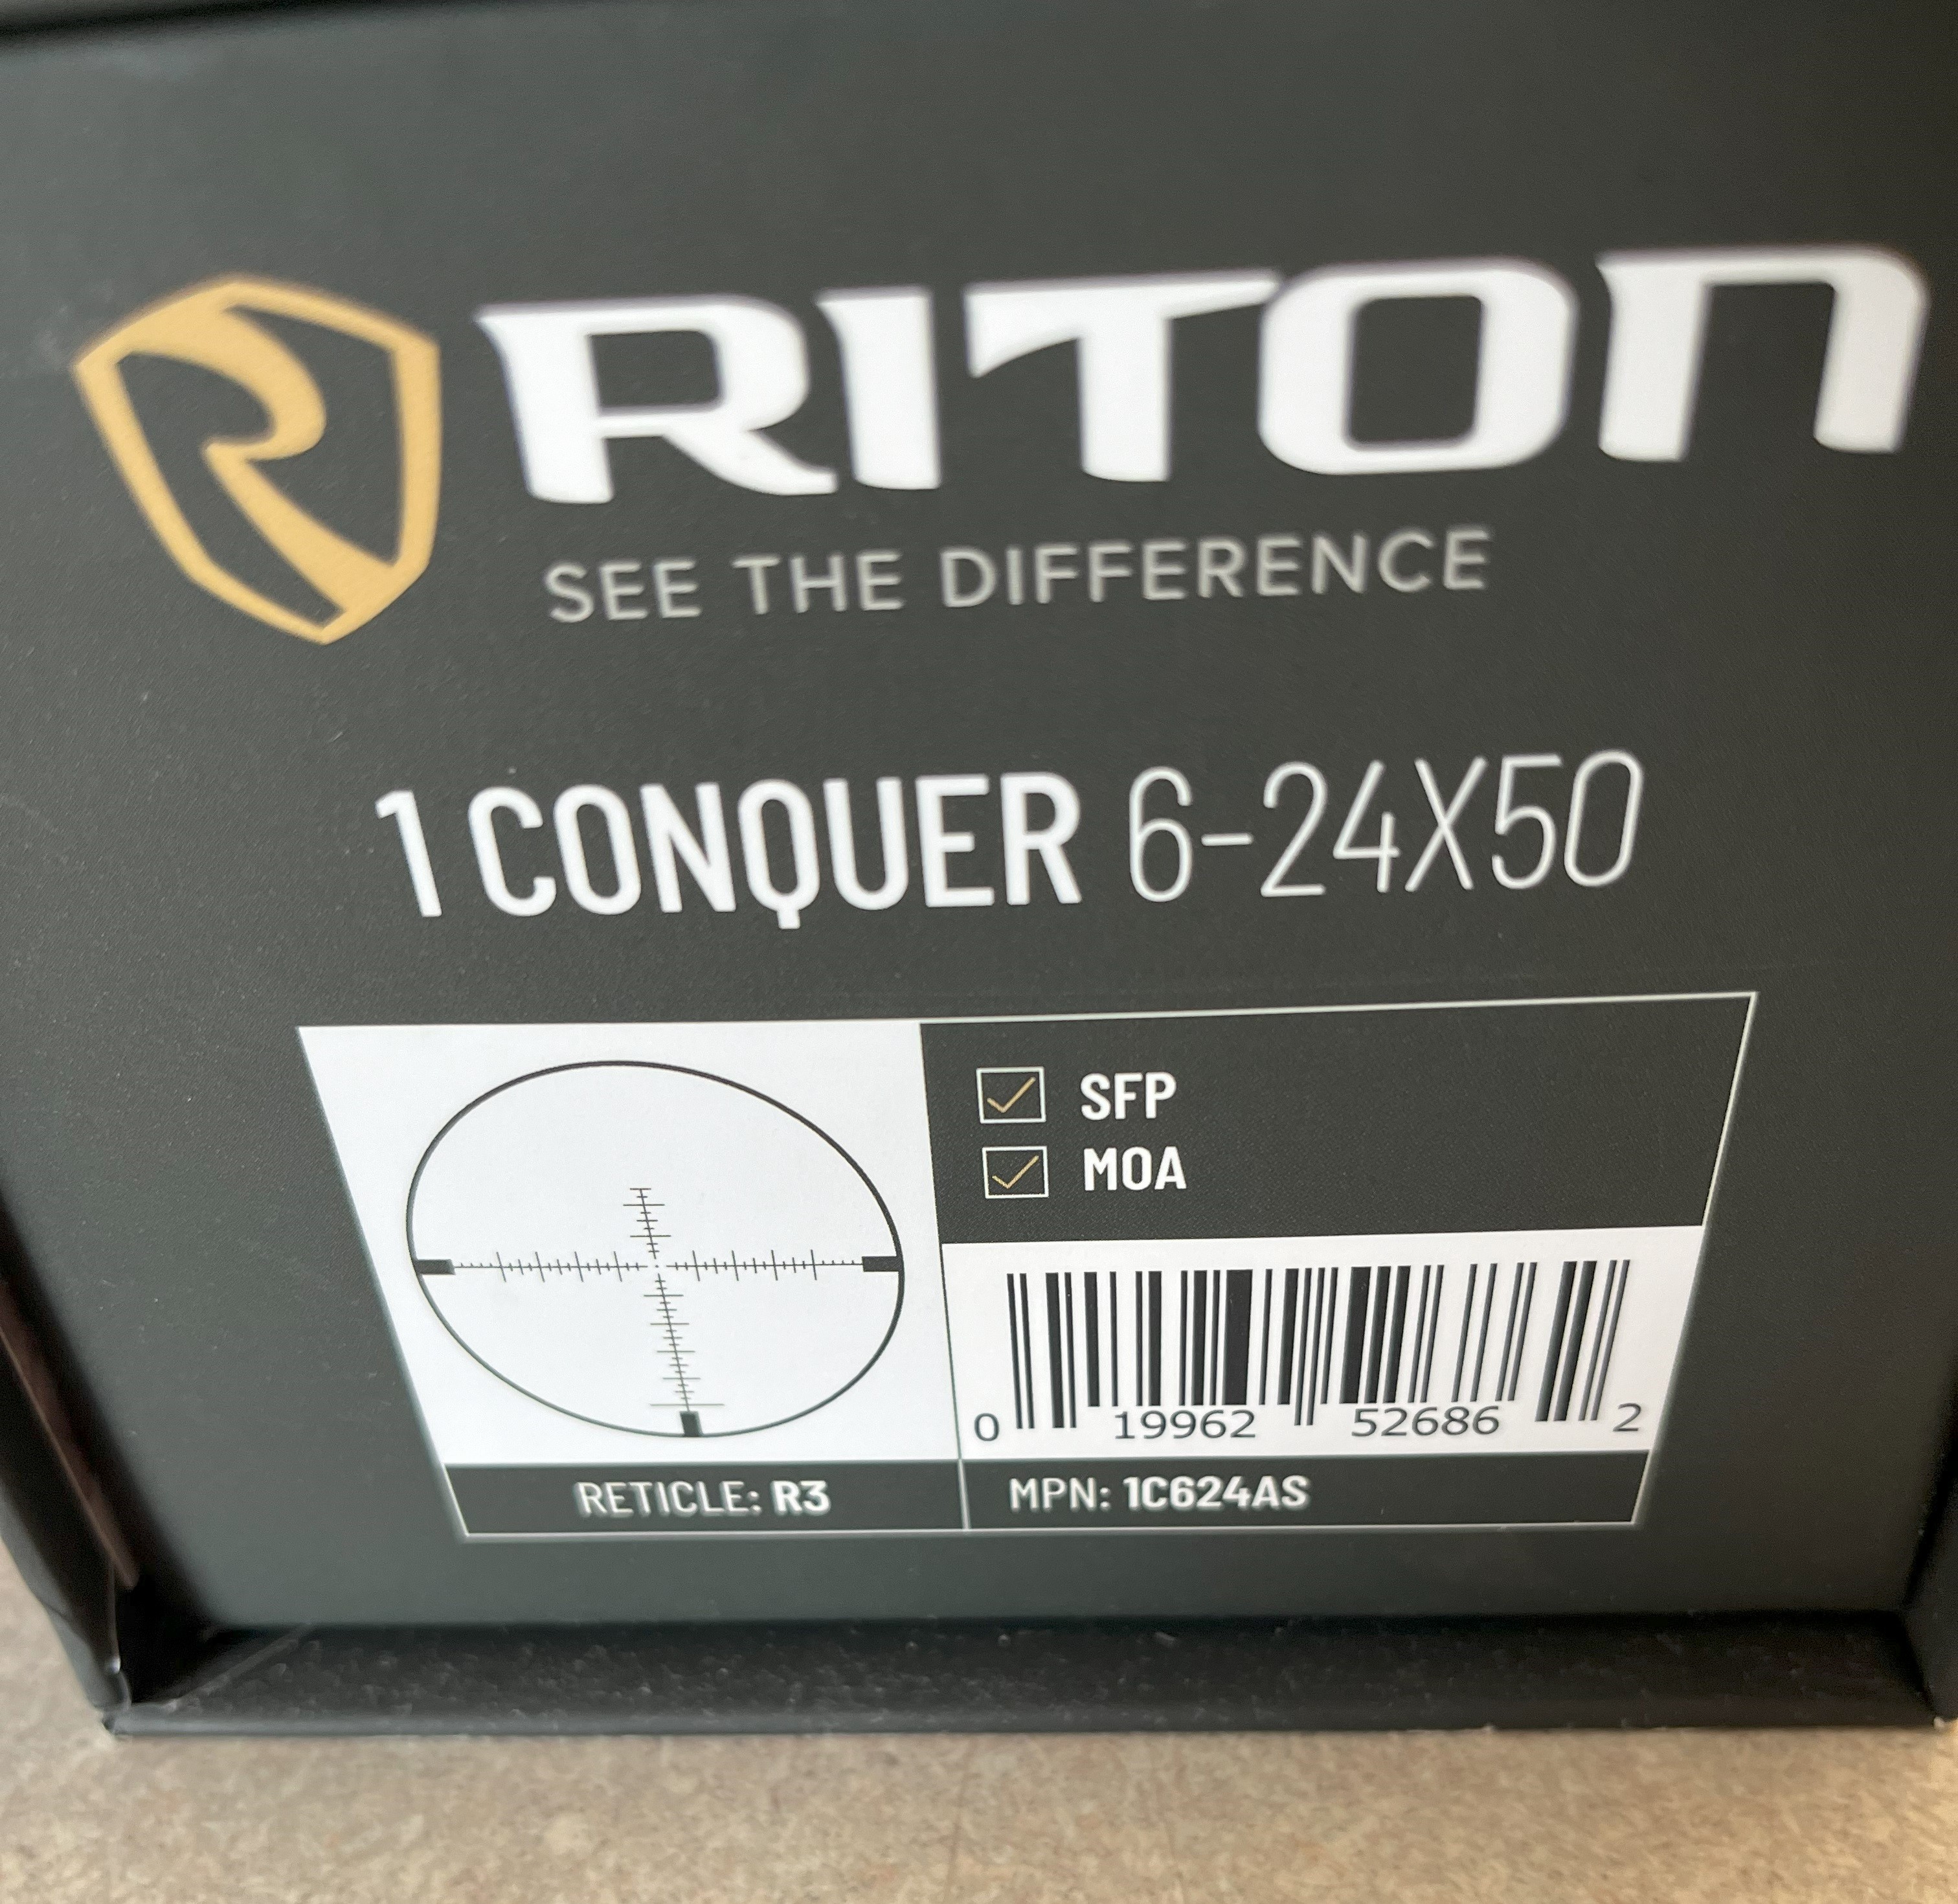 RITON
SEE THE DIFFERENCE
1 CONQUER 6-24X50
SFP
MOA
0 19962 52686 2
RETICLE: R3
MPN: 1C624AS